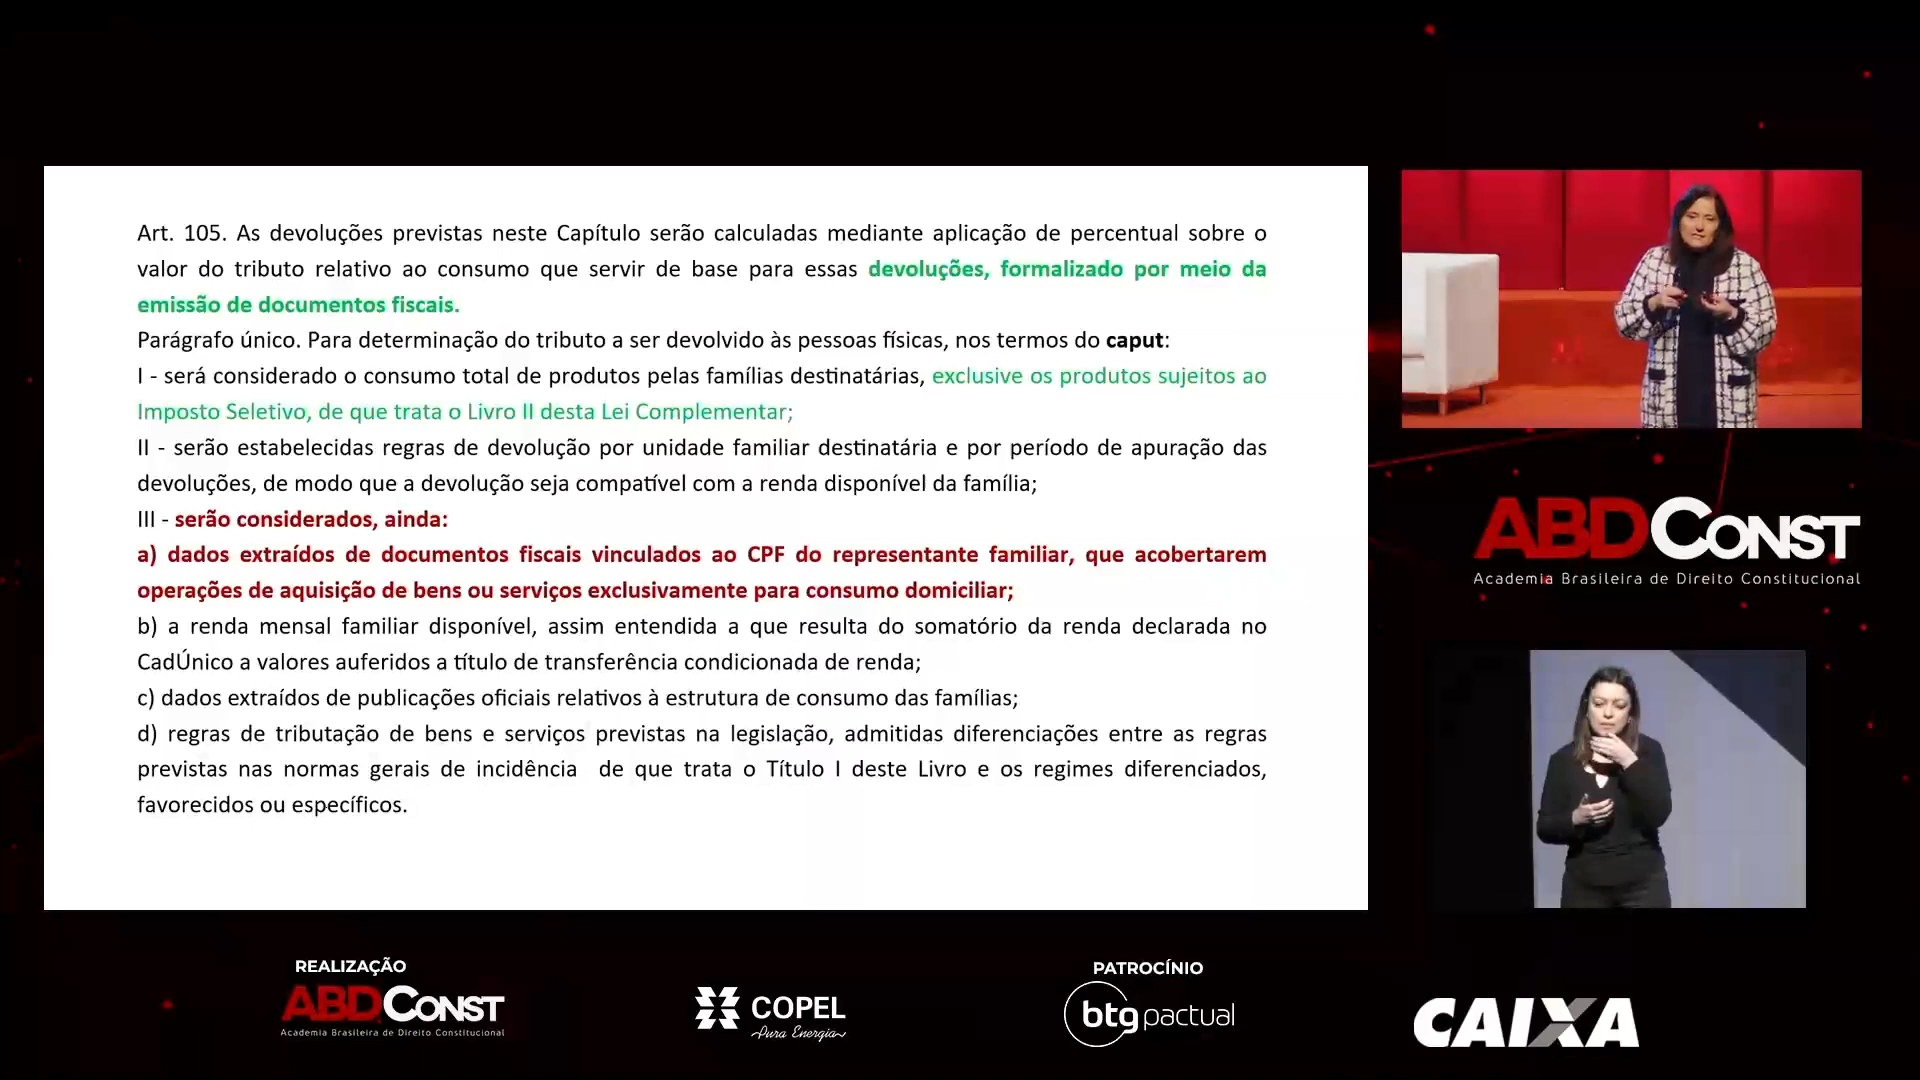 Art. 105. As devoluções previstas neste Capítulo serão calculadas mediante aplicação de percentual sobre o
valor do tributo relativo ao consumo que servir de base para essas devoluções, formalizado por meio da
emissão de documentos fiscais.
Parágrafo único. Para determinação do tributo a ser devolvido às pessoas físicas, nos termos do caput:
I - será considerado o consumo total de produtos pelas famílias destinatárias, exclusive os produtos sujeitos ao
Imposto Seletivo, de que trata o Livro II desta Lei Complementar;
II - serão estabelecidas regras de devolução por unidade familiar destinatária e por período de apuração das
devoluções, de modo que a devolução seja compatível com a renda disponível da família;
III - serão considerados, ainda:
a) dados extraídos de documentos fiscais vinculados ao CPF do representante familiar, que acobertarem
operações de aquisição de bens ou serviços exclusivamente para consumo domiciliar;
b) a renda mensal familiar disponível, assim entendida a que resulta do somatório da renda declarada no
CadÚnico a valores auferidos a título de transferência condicionada de renda;
c) dados extraídos de publicações oficiais relativos à estrutura de consumo das famílias;
d) regras de tributação de bens e serviços previstas na legislação, admitidas diferenciações entre as regras
previstas nas normas gerais de incidência de que trata o Título I deste Livro e os regimes diferenciados,
favorecidos ou específicos.
ABDCONST
Academia Brasileira de Direito Constitucional
REALIZAÇÃO
ABDCONST
Academia Brasileira de Direito Constitucional
COPEL
Pura Energia
PATROCÍNIO
btg pactual
CAIXA